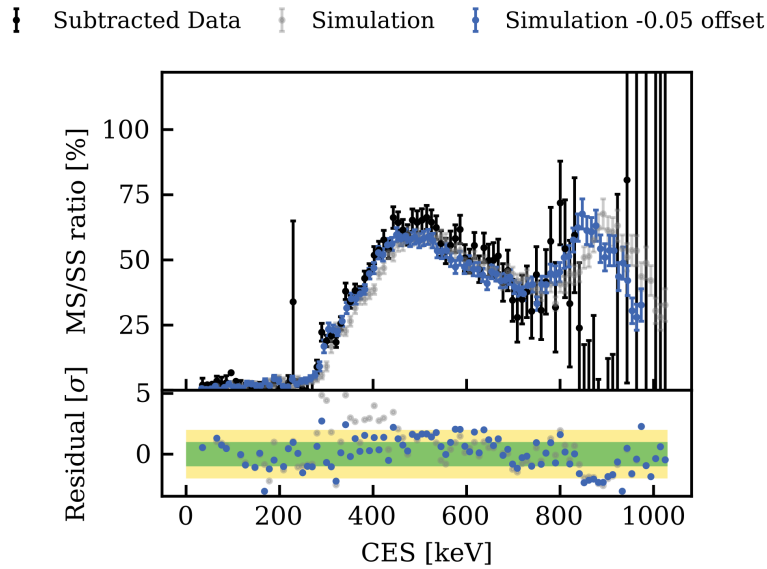 Subtracted Data
Simulation
Simulation -0.05 offset
MS/SS ratio [%]
100
75
50
25
Residual [σ]
5
0
0
200
400
600
800
1000
CES [keV]